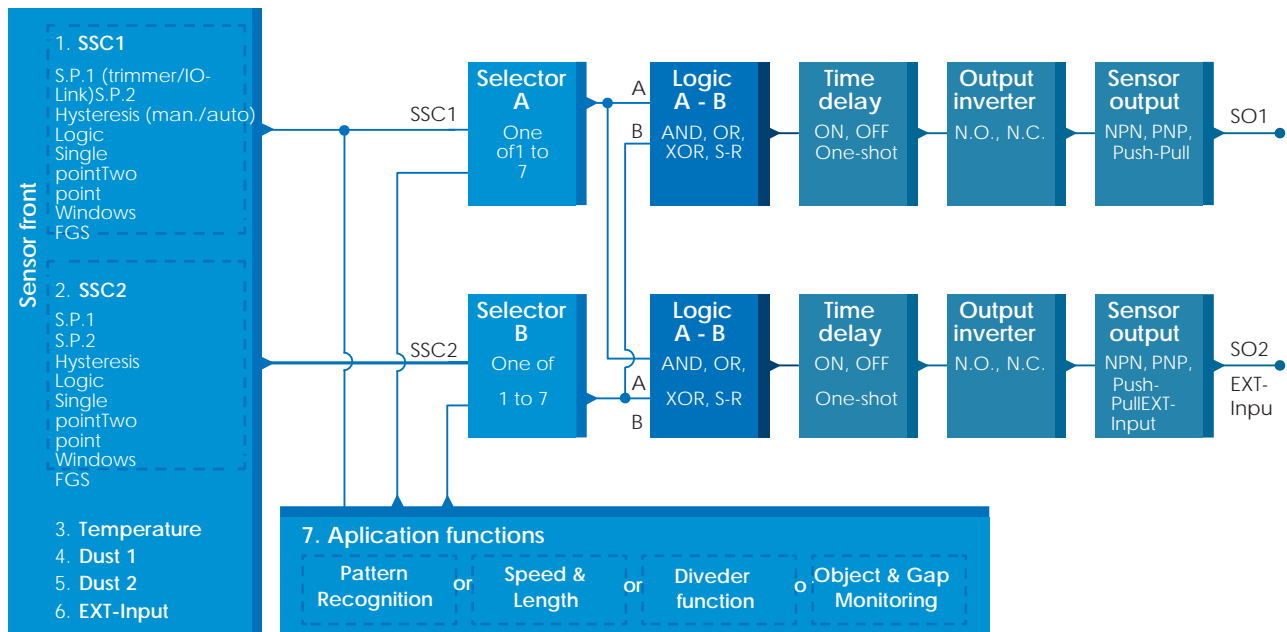 Sensor front
1. SSC1
S.P.1 (trimmer/IO-
Link)S.P.2
Hysteresis (man./auto)
Logic
Single
pointTwo
point
Windows
FGS
2. SSC2
S.P.1
S.P.2
Hysteresis
Logic
Single
pointTwo
point
Windows
FGS
3. Temperature
4. Dust 1
5. Dust 2
6. EXT-Input
SSC1
Selector
A
One
of1 to
7
A
B
Logic
A - B
AND, OR,
XOR, S-R
Time
delay
ON, OFF
One-shot
Output
inverter
N.O., N.C.
Sensor
output
NPN, PNP,
Push-Pull
SO1
SSC2
Selector
B
One of
1 to 7
A
B
Logic
A - B
AND, OR,
XOR, S-R
Time
delay
ON, OFF
One-shot
Output
inverter
N.O., N.C.
Sensor
output
NPN, PNP,
Push-
PullEXT-
Input
SO2
EXT-
Inpu
7. Aplication functions
Pattern
Recognition
or
Speed &
Length
or
Diveder
function
o
Object & Gap
Monitoring